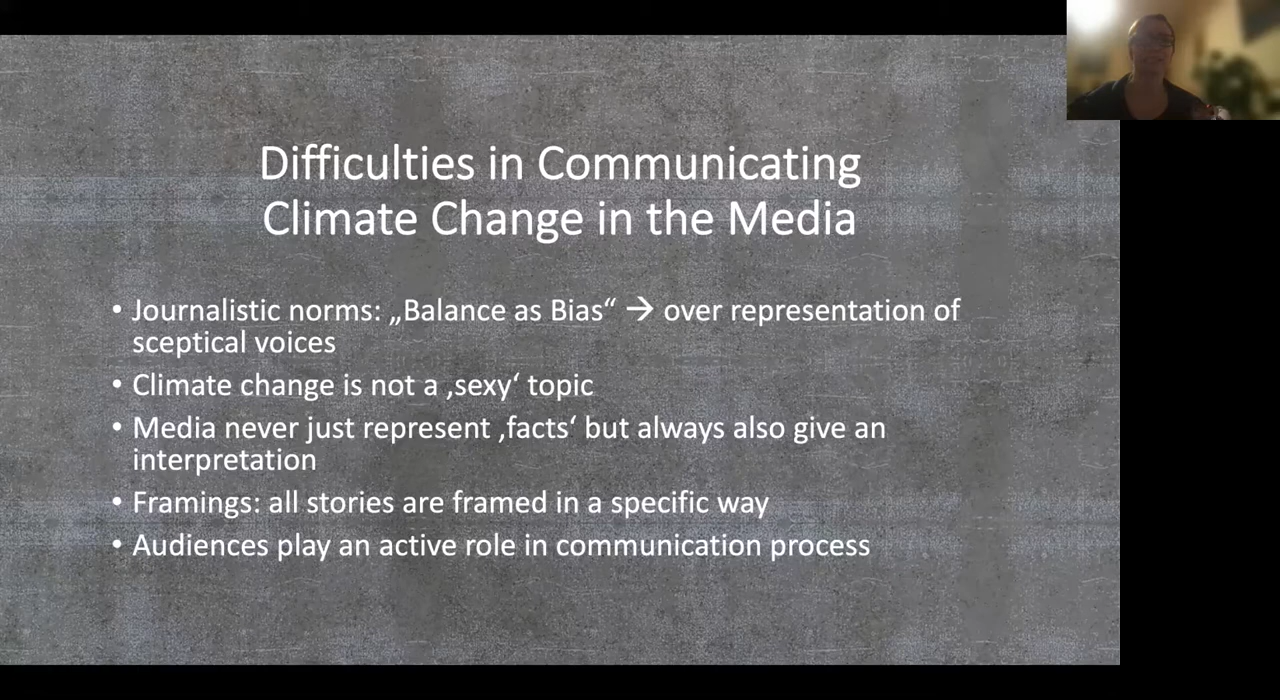 Difficulties in Communicating
Climate Change in the Media
• Journalistic norms: „Balance as Bias“ → over representation of
sceptical voices
• Climate change is not a ‚sexy‘ topic
• Media never just represent ‚facts‘ but always also give an
interpretation
• Framings: all stories are framed in a specific way
• Audiences play an active role in communication process